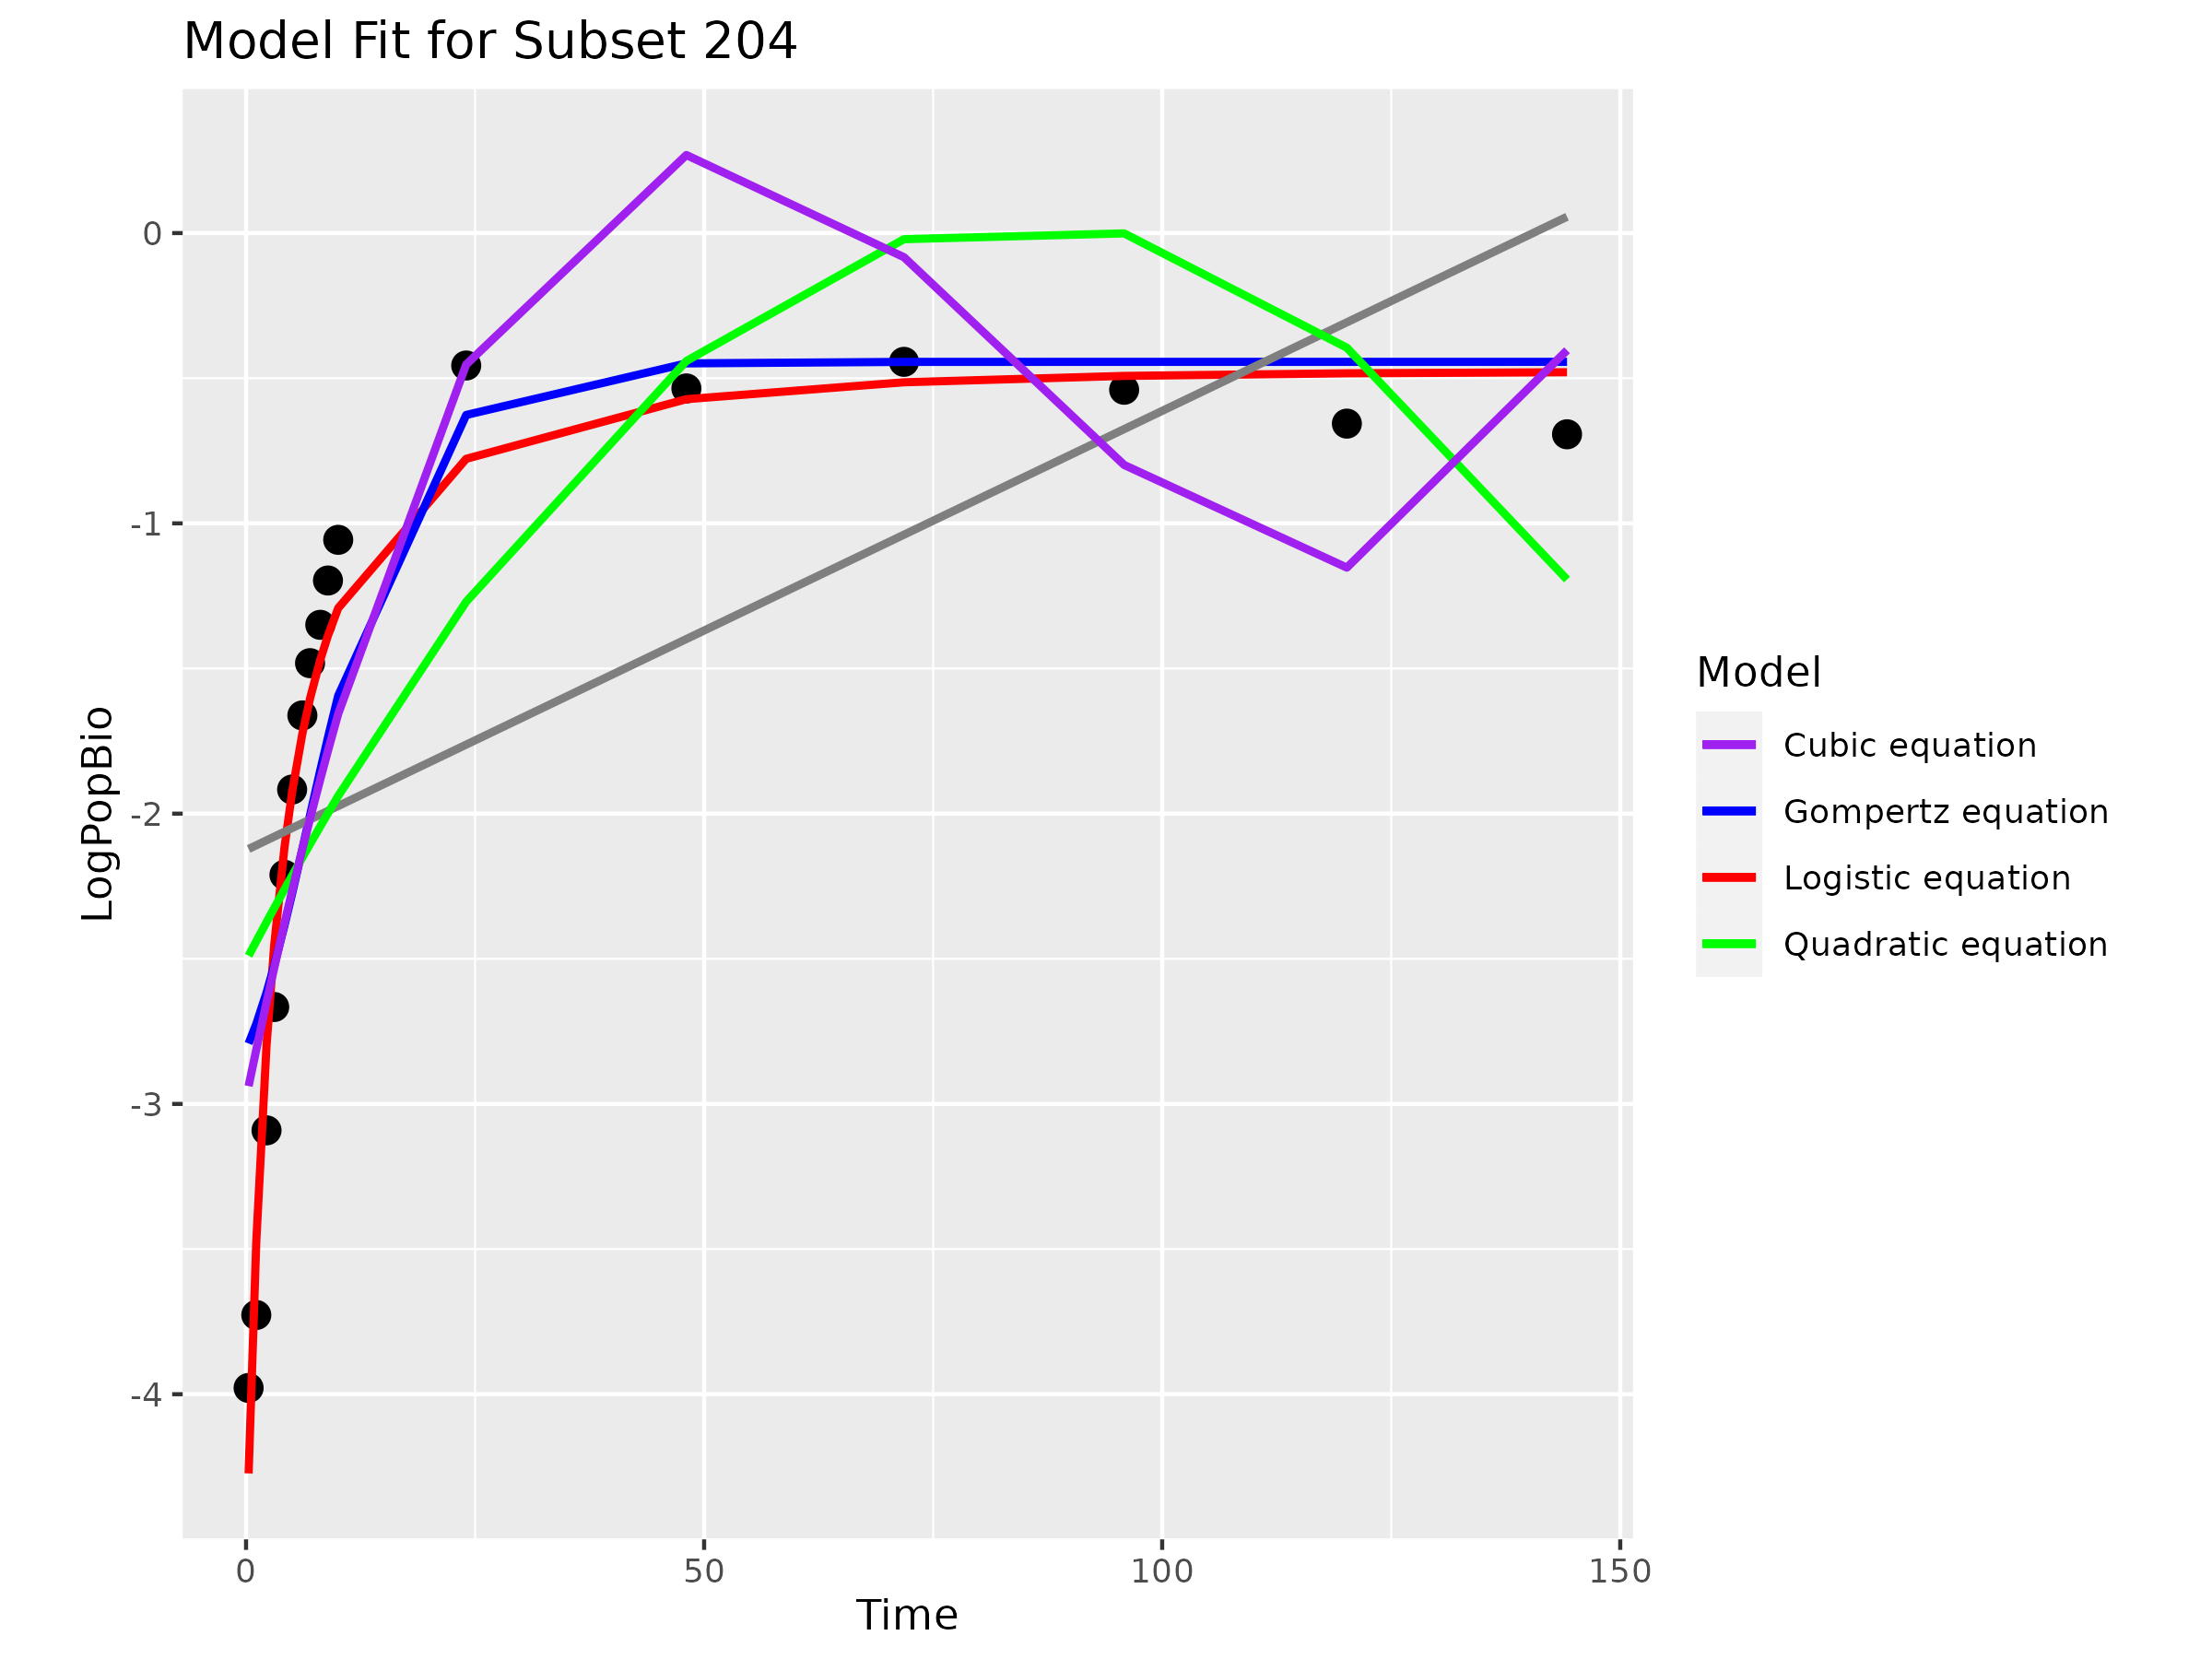 Model Fit for Subset 204
LogPopBio
0
-1
-2
-3
-4
0 50 100 150
Time
Model
Cubic equation
Gompertz equation
Logistic equation
Quadratic equation